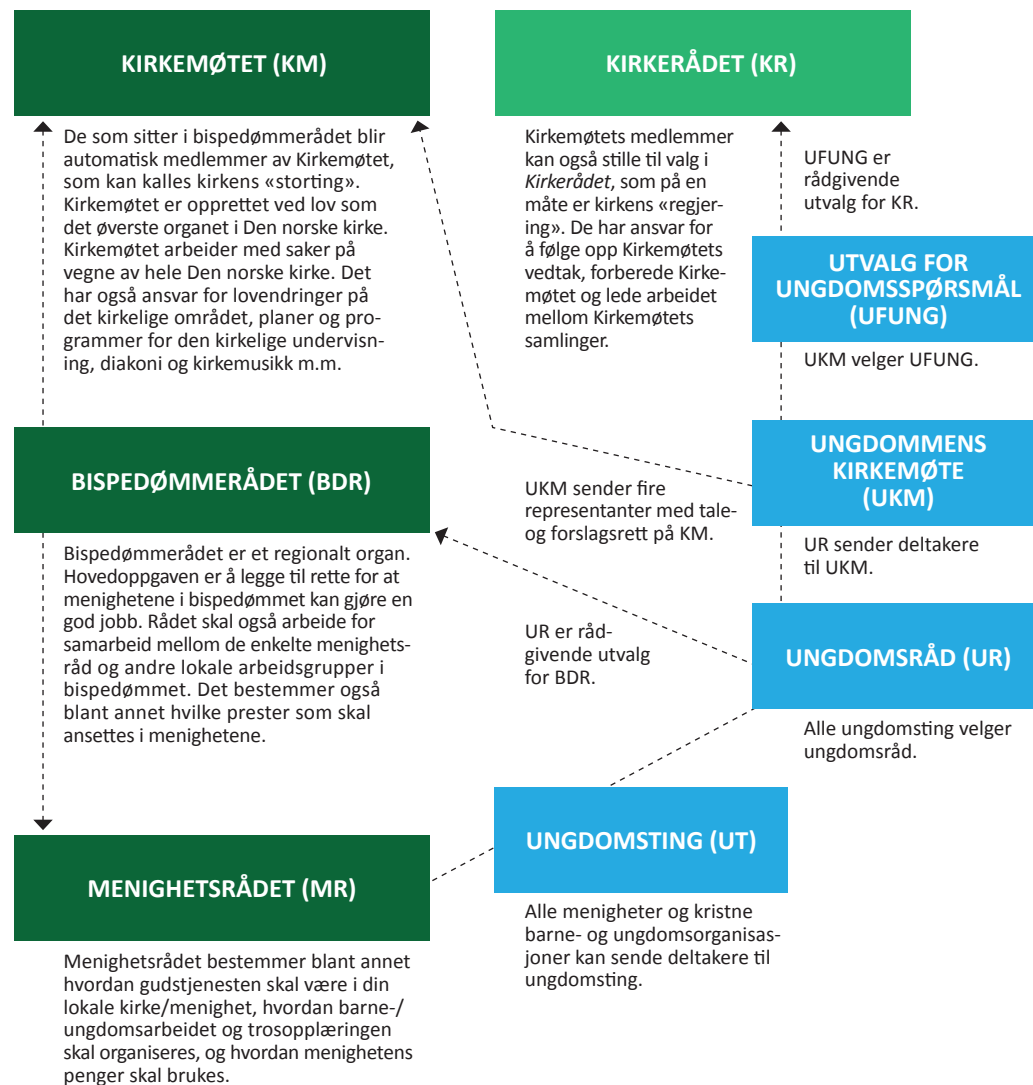 KIRKEMØTET (KM)
De som sitter i bispedømmerådet blir
automatisk medlemmer av Kirkemøtet,
som kan kalles kirkens «storting».
Kirkemøtet er opprettet ved lov som
det øverste organet i Den norske kirke.
Kirkemøtet arbeider med saker på
vegne av hele Den norske kirke. Det
har også ansvar for lovendringer på
det kirkelige området, planer og pro-
grammer for den kirkelige undervisn-
ing, diakoni og kirkemusikk m.m.
KIRKERÅDET (KR)
Kirkemøtets medlemmer
kan også stille til valg i
Kirkerådet, som på en
måte er kirkens «regjer-
ing». De har ansvar for
å følge opp Kirkemøtets
vedtak, forberede Kirke-
møtet og lede arbeidet
mellom Kirkemøtets
samlinger.
UFUNG er
rådgivende
utvalg for KR.
UTVALG FOR
UNGDOMSSPØRSMÅL
(UFUNG)
UKM velger UFUNG.
BISPEDØMMERÅDET (BDR)
Bispedømmerådet er et regionalt organ.
Hovedoppgaven er å legge til rette for at
menighetene i bispedømmet kan gjøre en
god jobb. Rådet skal også arbeide for
samarbeid mellom de enkelte menighets-
råd og andre lokale arbeidsgrupper i
bispedømmet. Det bestemmer også
blant annet hvilke prester som skal
ansettes i menighetene.
UNGDOMMENS
KIRKEMØTE
(UKM)
UKM sender fire
representanter med tale-
og forslagsrett på KM.
UR sender deltakere
til UKM.
UNGDOMSRÅD (UR)
UR er råd-
givende utvalg
for BDR.
Alle ungdomsting velger
ungdomsråd.
UNGDOMSTING (UT)
Alle menigheter og kristne
barne- og ungdomsorganisas-
joner kan sende deltakere til
ungdomsting.
MENIGHETSRÅDET (MR)
Menighetsrådet bestemmer blant annet
hvordan gudstjenesten skal være i din
lokale kirke/menighet, hvordan barne-/
ungdomsarbeidet og trosopplæringen
skal organiseres, og hvordan menighetens
penger skal brukes.